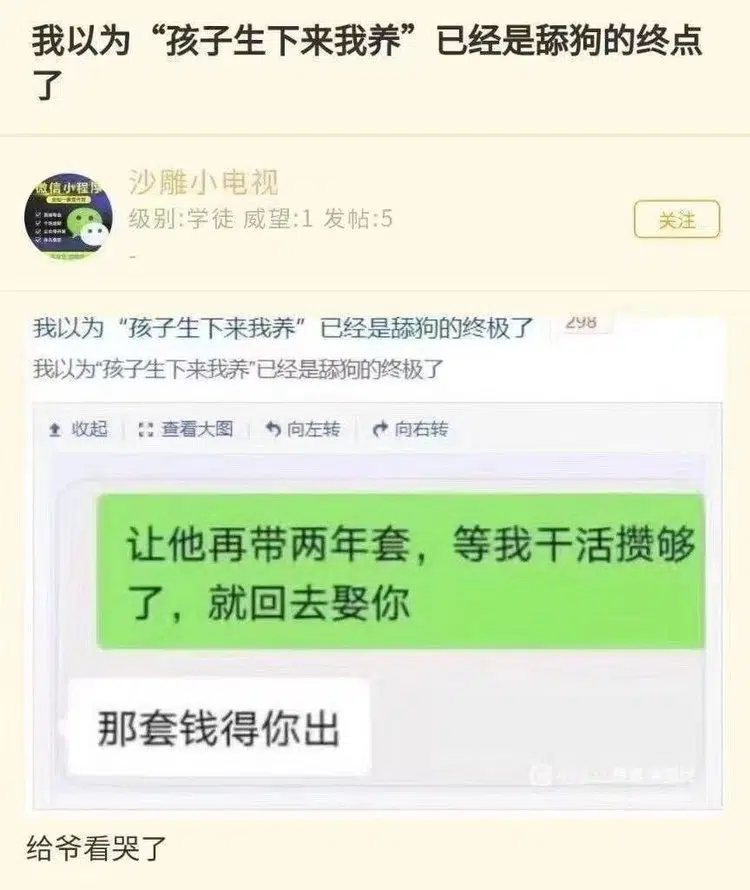 我以为“孩子生下来我养”已经是舔狗的终点
了
微信小程序
沙雕小电视
级别:学徒 威望:1 发帖:5
关注
-
我以为“孩子生下来我养”已经是舔狗的终极了
298
我以为“孩子生下来我养”已经是舔狗的终极了
收起 查看大图 向左转 向右转
让他再带两年套，等我干活攒够
了，就回去娶你
那套钱得你出
给爷看哭了